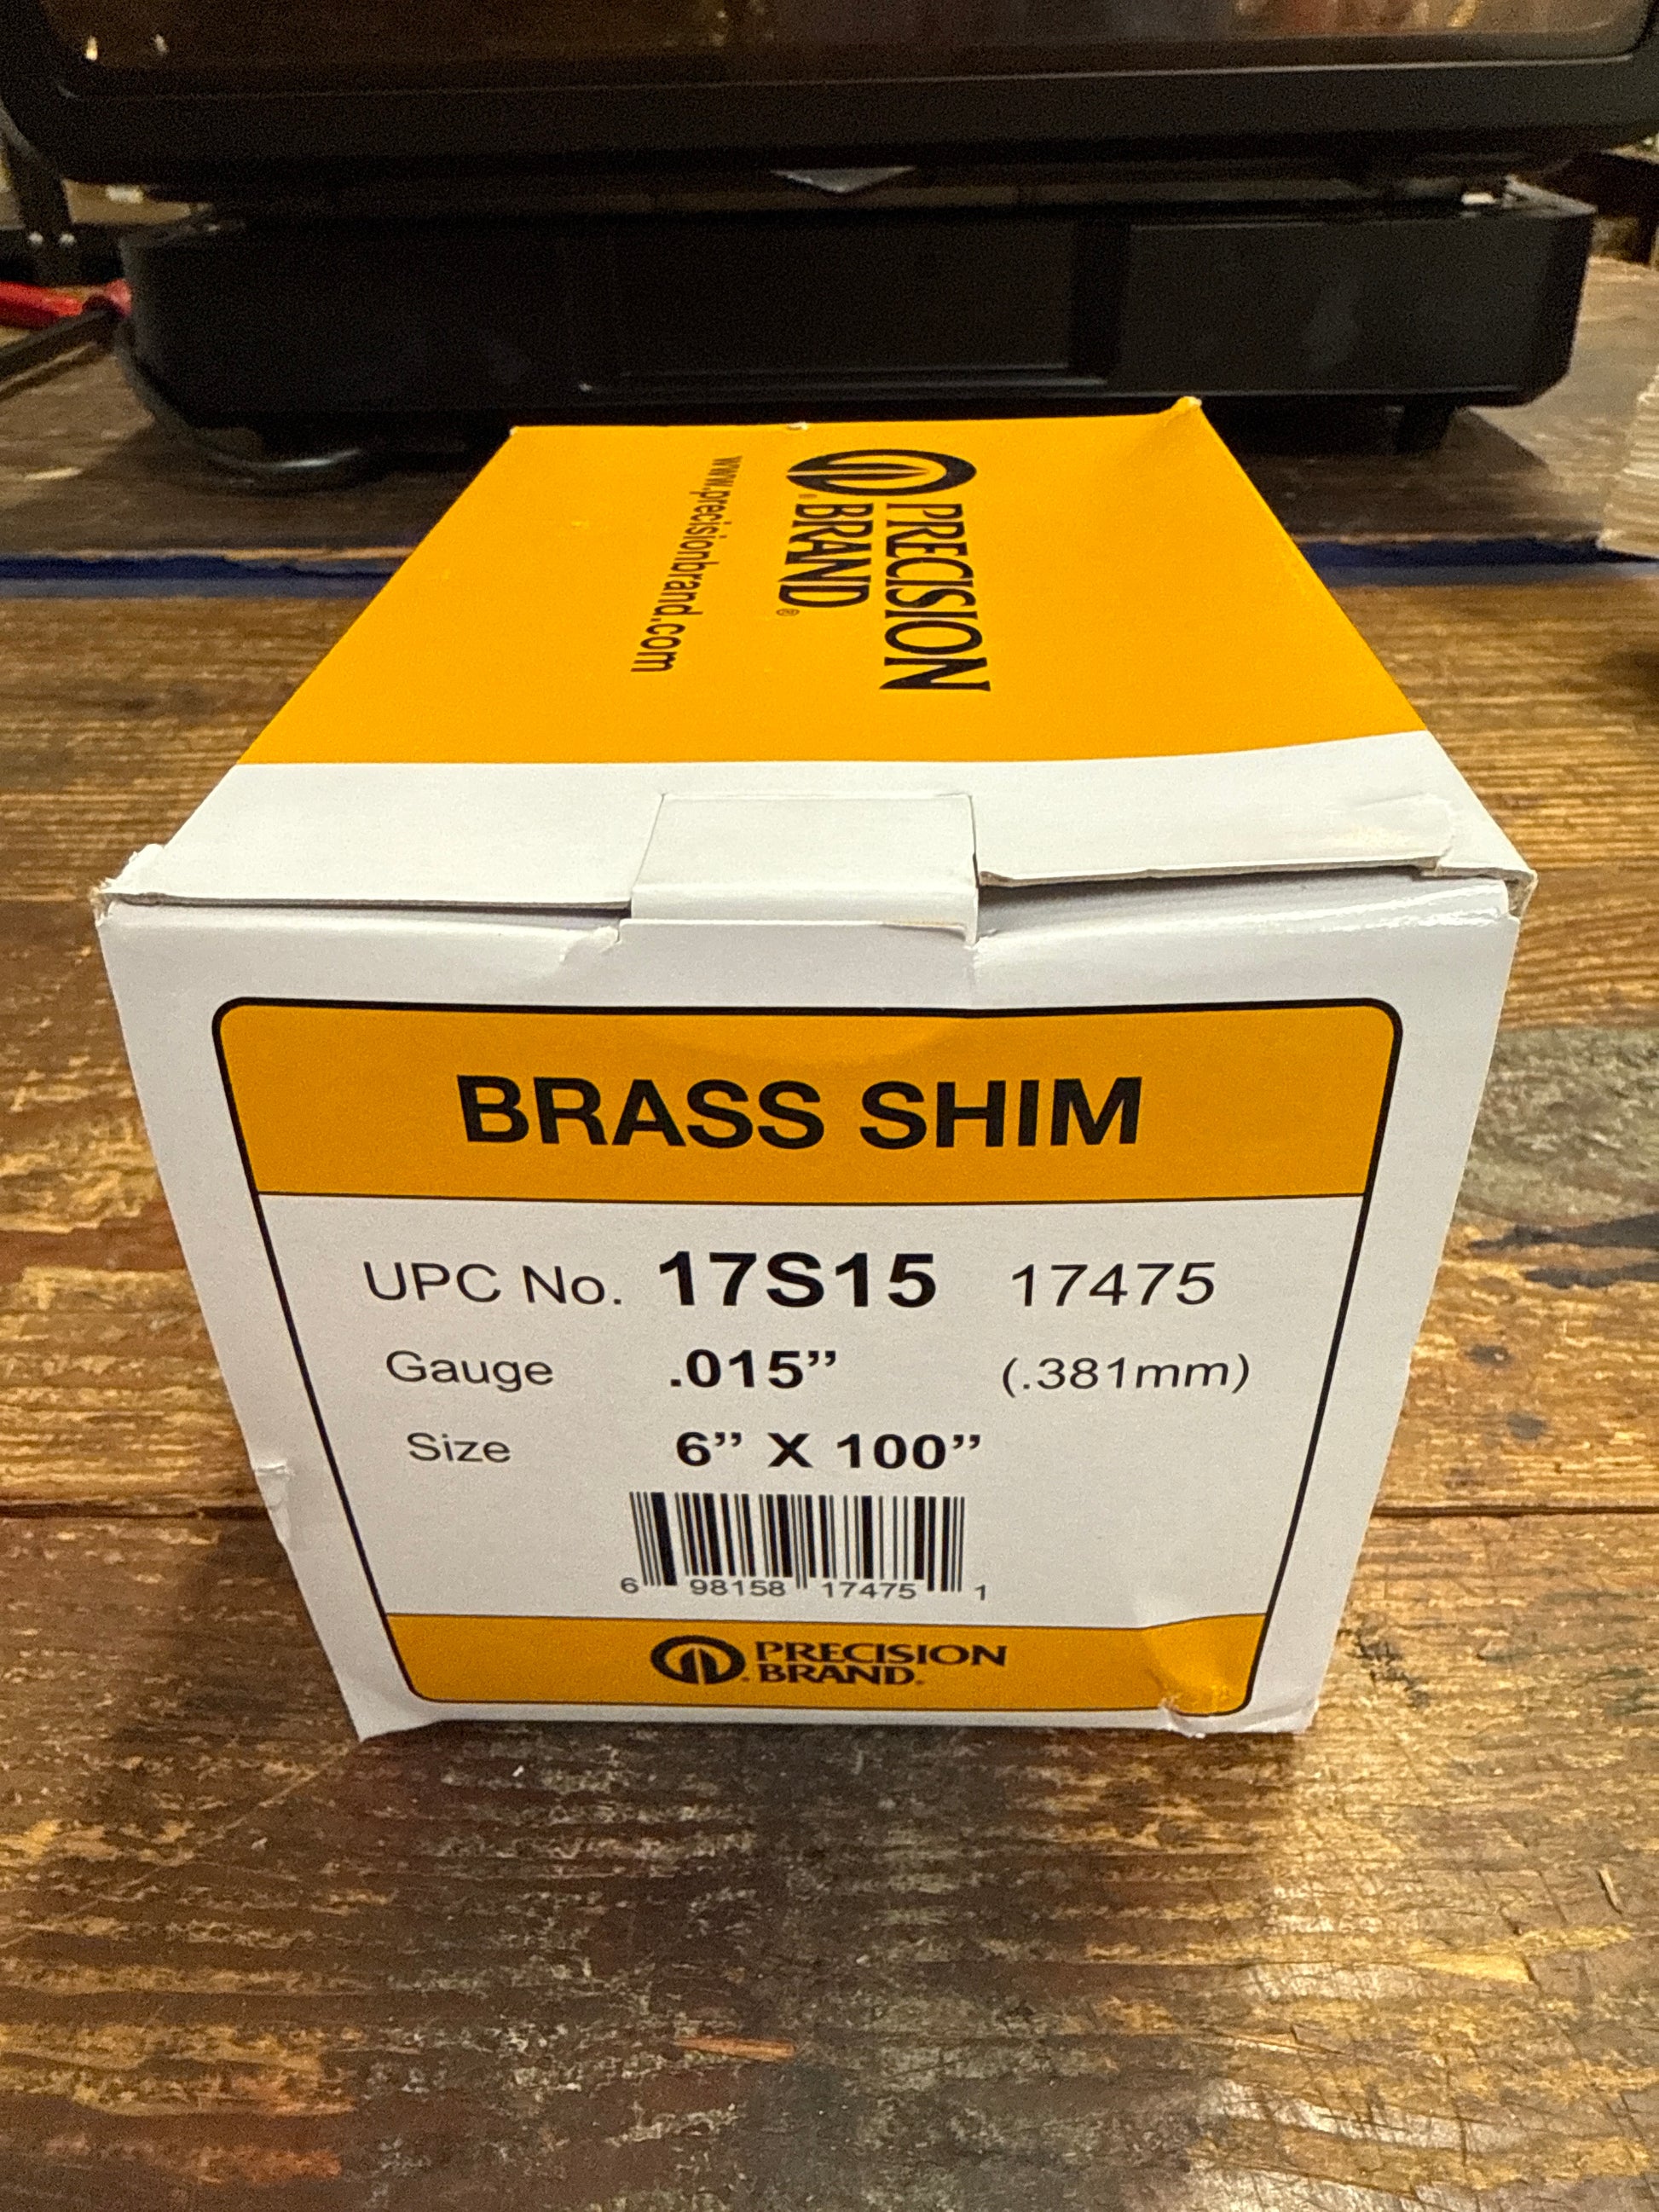 PRECISION
BRAND®
www.precisionbrand.com
BRASS SHIM
UPC No. 17S15 17475
Gauge .015” (.381mm)
Size 6” X 100”
6 98158 17475 1
PRECISION
BRAND®